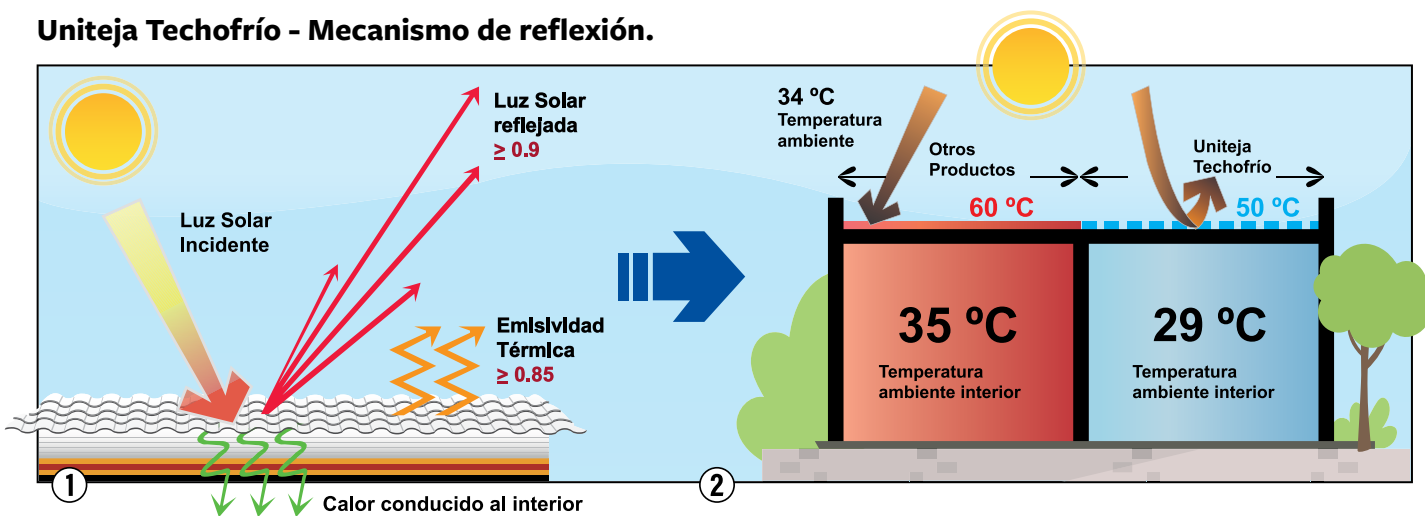 Uniteja Techofrío - Mecanismo de reflexión.
Luz Solar
reflejada
≥ 0.9
Luz Solar
Incidente
Emisividad
Térmica
≥ 0.85
1
Calor conducido al interior
34 ºC
Temperatura
ambiente
Otros
Productos
Uniteja
Techofrío
60 ºC
50 ºC
35 ºC
Temperatura
ambiente interior
29 ºC
Temperatura
ambiente interior
2